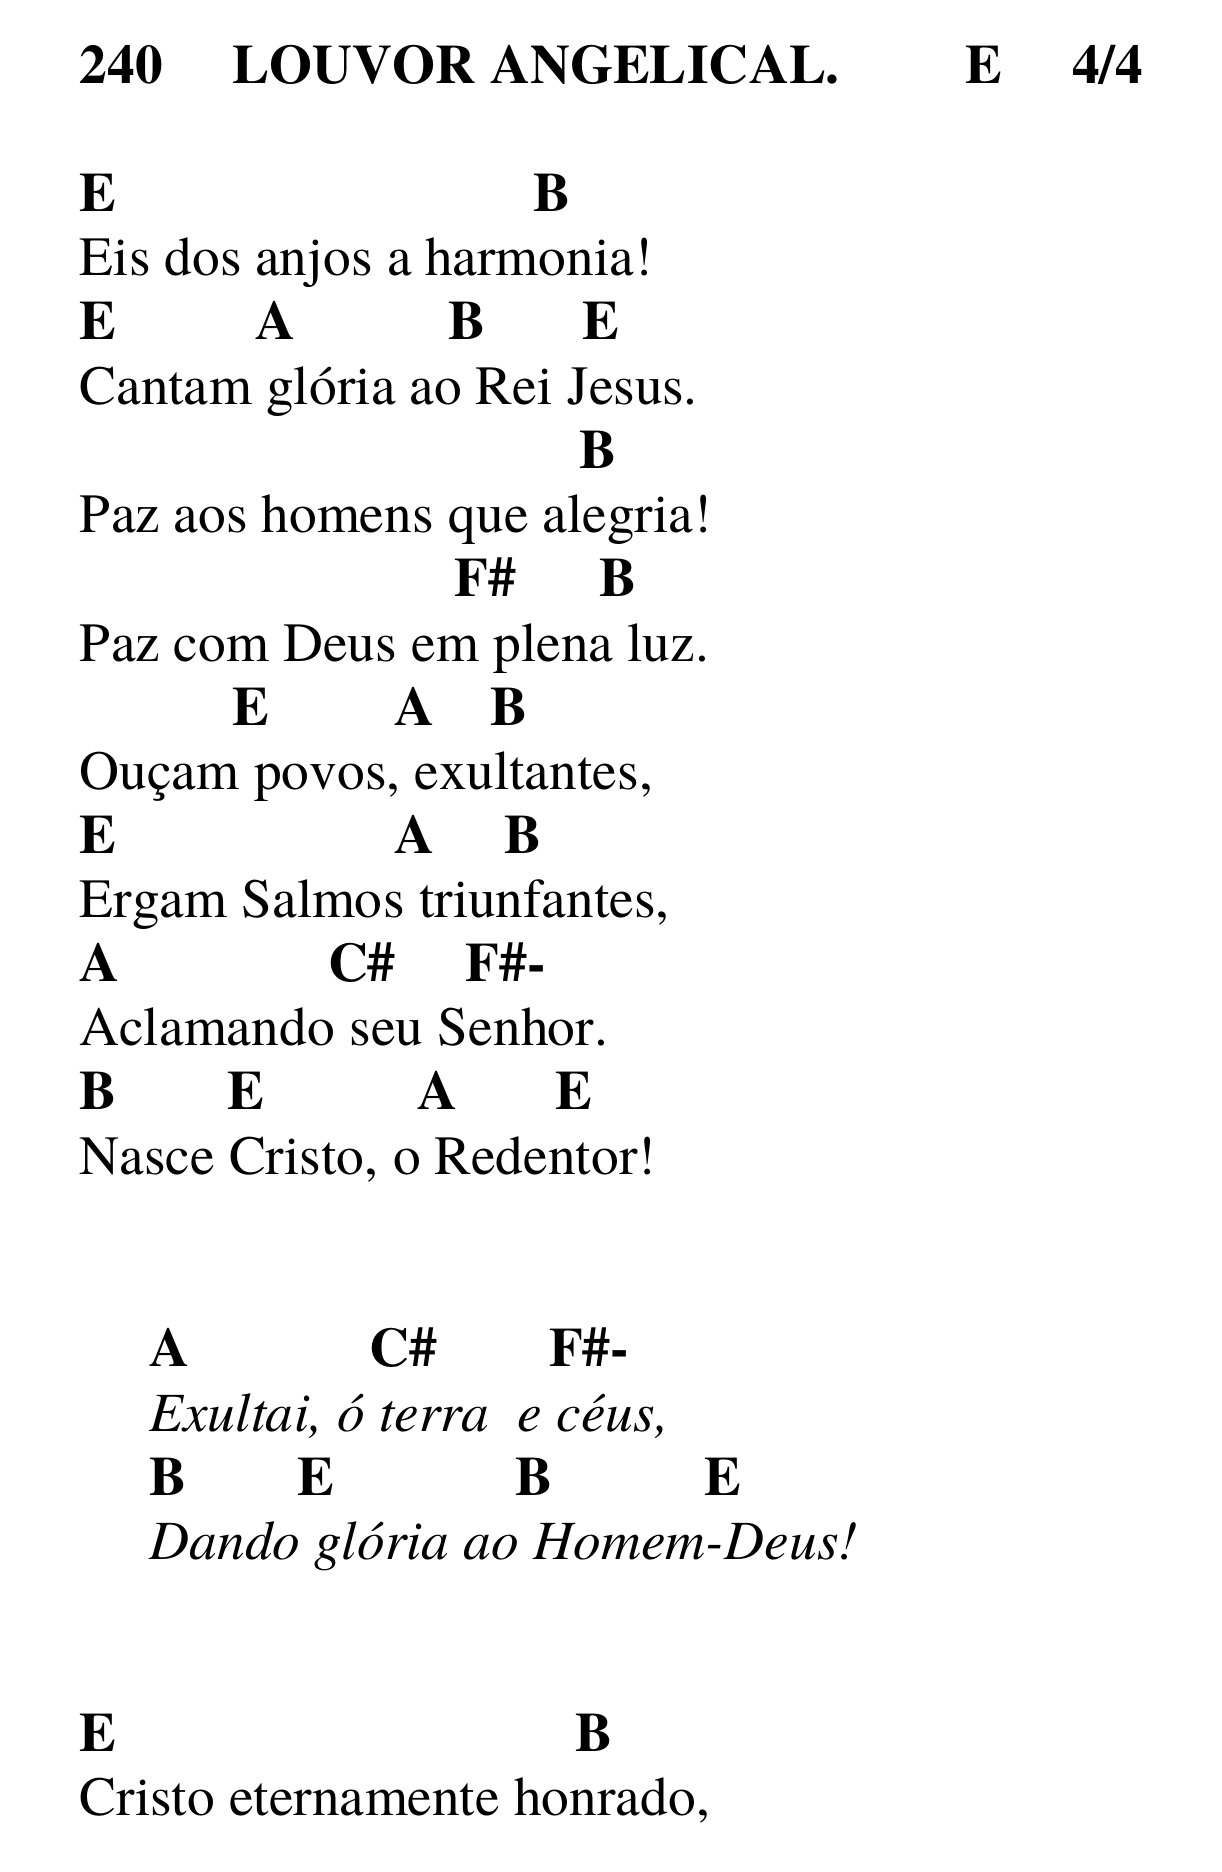 240 LOUVOR ANGELICAL. E 4/4
E B
Eis dos anjos a harmonia!
E A B E
Cantam glória ao Rei Jesus.
B
Paz aos homens que alegria!
F# B
Paz com Deus em plena luz.
E A B
Ouçam povos, exultantes,
E A B
Ergam Salmos triunfantes,
A C# F#-
Aclamando seu Senhor.
B E A E
Nasce Cristo, o Redentor!
A C# F#-
Exultai, ó terra  e céus,
B E B E
Dando glória ao Homem-Deus!
E B
Cristo eternamente honrado,